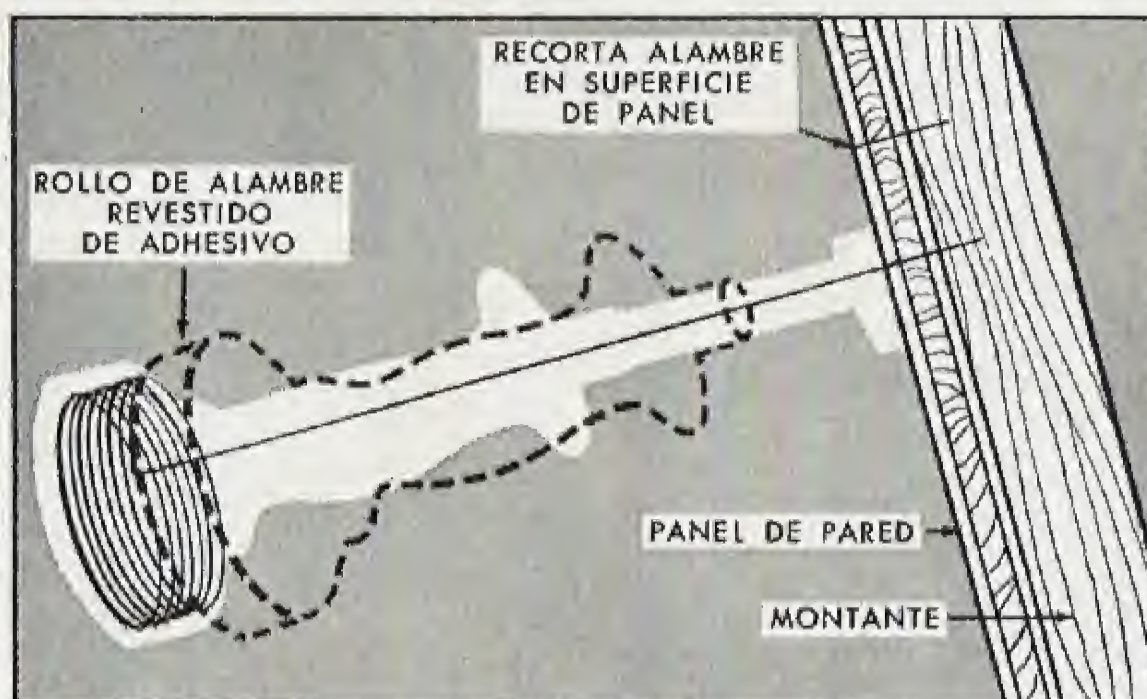 RECORTA ALAMBRE
EN SUPERFICIE
DE PANEL
ROLLO DE ALAMBRE
REVESTIDO
DE ADHESIVO
PANEL DE PARED
MONTANTE